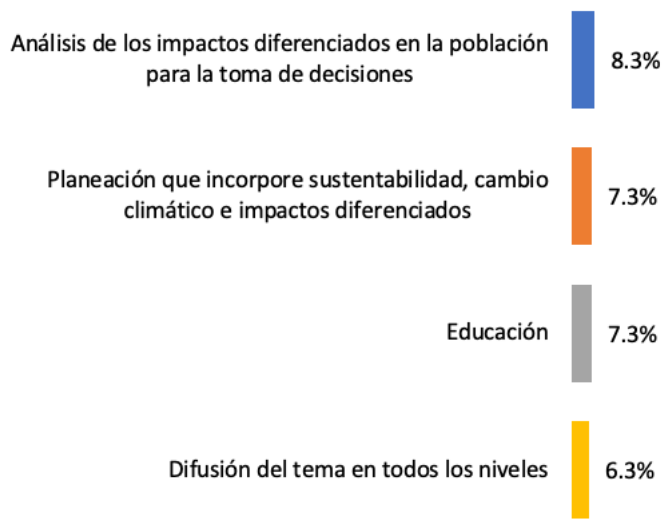 Análisis de los impactos diferenciados en la población
para la toma de decisiones
8.3%
Planeación que incorpore sustentabilidad, cambio
climático e impactos diferenciados
7.3%
Educación
7.3%
Difusión del tema en todos los niveles
6.3%